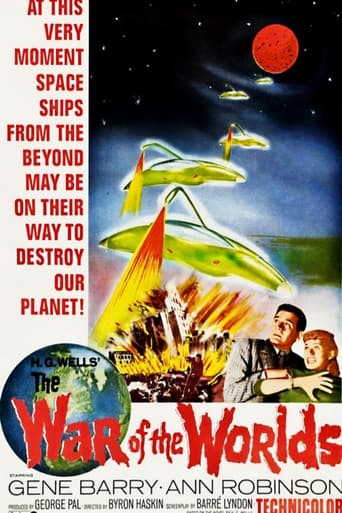 AT THIS
VERY
MOMENT
SPACE
SHIPS
FROM THE
BEYOND
MAY BE
ON THEIR
WAY TO
DESTROY
OUR
PLANET!
H.G. WELLS'
The
War of the Worlds
STARRING
GENE BARRY · ANN ROBINSON
PRODUCED BY GEORGE PAL DIRECTED BY BYRON HASKIN SCREENPLAY BY BARRÉ LYNDON TECHNICOLOR